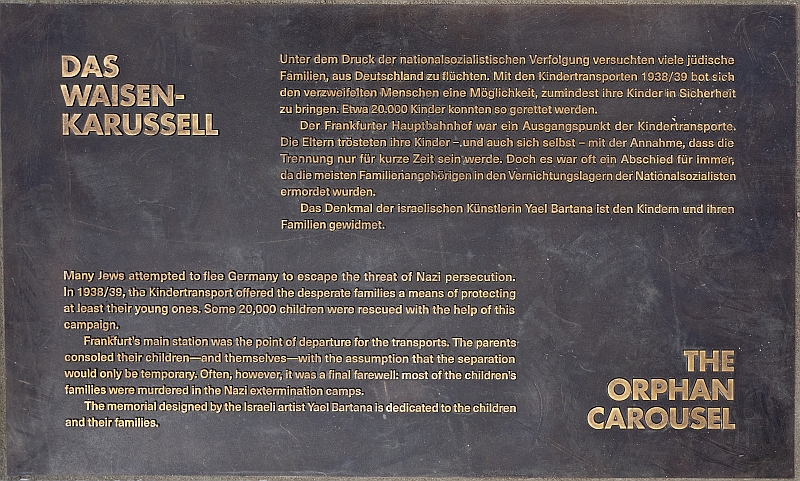 DAS
WAISEN-
KARUSSELL
Unter dem Druck der nationalsozialistischen Verfolgung versuchten viele jüdische
Familien, aus Deutschland zu flüchten. Mit den Kindertransporten 1938/39 bot sich
den verzweifelten Menschen eine Möglichkeit, zumindest ihre Kinder in Sicherheit
zu bringen. Etwa 20.000 Kinder konnten so gerettet werden.
Der Frankfurter Hauptbahnhof war ein Ausgangspunkt der Kindertransporte.
Die Eltern trösteten ihre Kinder – und auch sich selbst – mit der Annahme, dass die
Trennung nur für kurze Zeit sein werde. Doch es war oft ein Abschied für immer,
da die meisten Familienangehörigen in den Vernichtungslagern der Nationalsozialisten
ermordet wurden.
Das Denkmal der israelischen Künstlerin Yael Bartana ist den Kindern und ihren
Familien gewidmet.
Many Jews attempted to flee Germany to escape the threat of Nazi persecution.
In 1938/39, the Kindertransport offered the desperate families a means of protecting
at least their young ones. Some 20,000 children were rescued with the help of this
campaign.
Frankfurt's main station was the point of departure for the transports. The parents
consoled their children—and themselves—with the assumption that the separation
would only be temporary. Often, however, it was a final farewell: most of the children's
families were murdered in the Nazi extermination camps.
The memorial designed by the Israeli artist Yael Bartana is dedicated to the children
and their families.
THE
ORPHAN
CAROUSEL